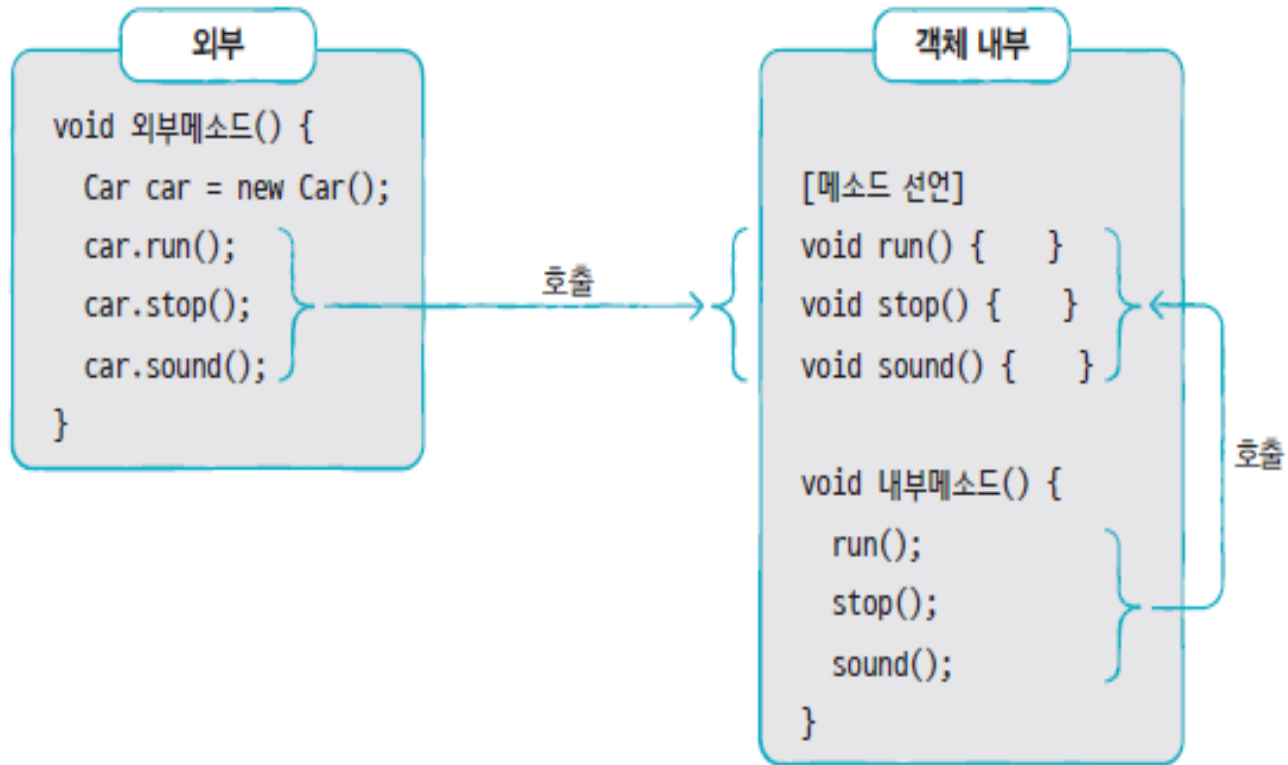 외부
void 외부메소드() {
Car car = new Car();
car.run();
car.stop();
car.sound();
}
호출
객체 내부
[메소드 선언]
void run() { }
void stop() { }
void sound() { }
void 내부메소드() {
run();
stop();
sound();
}
호출